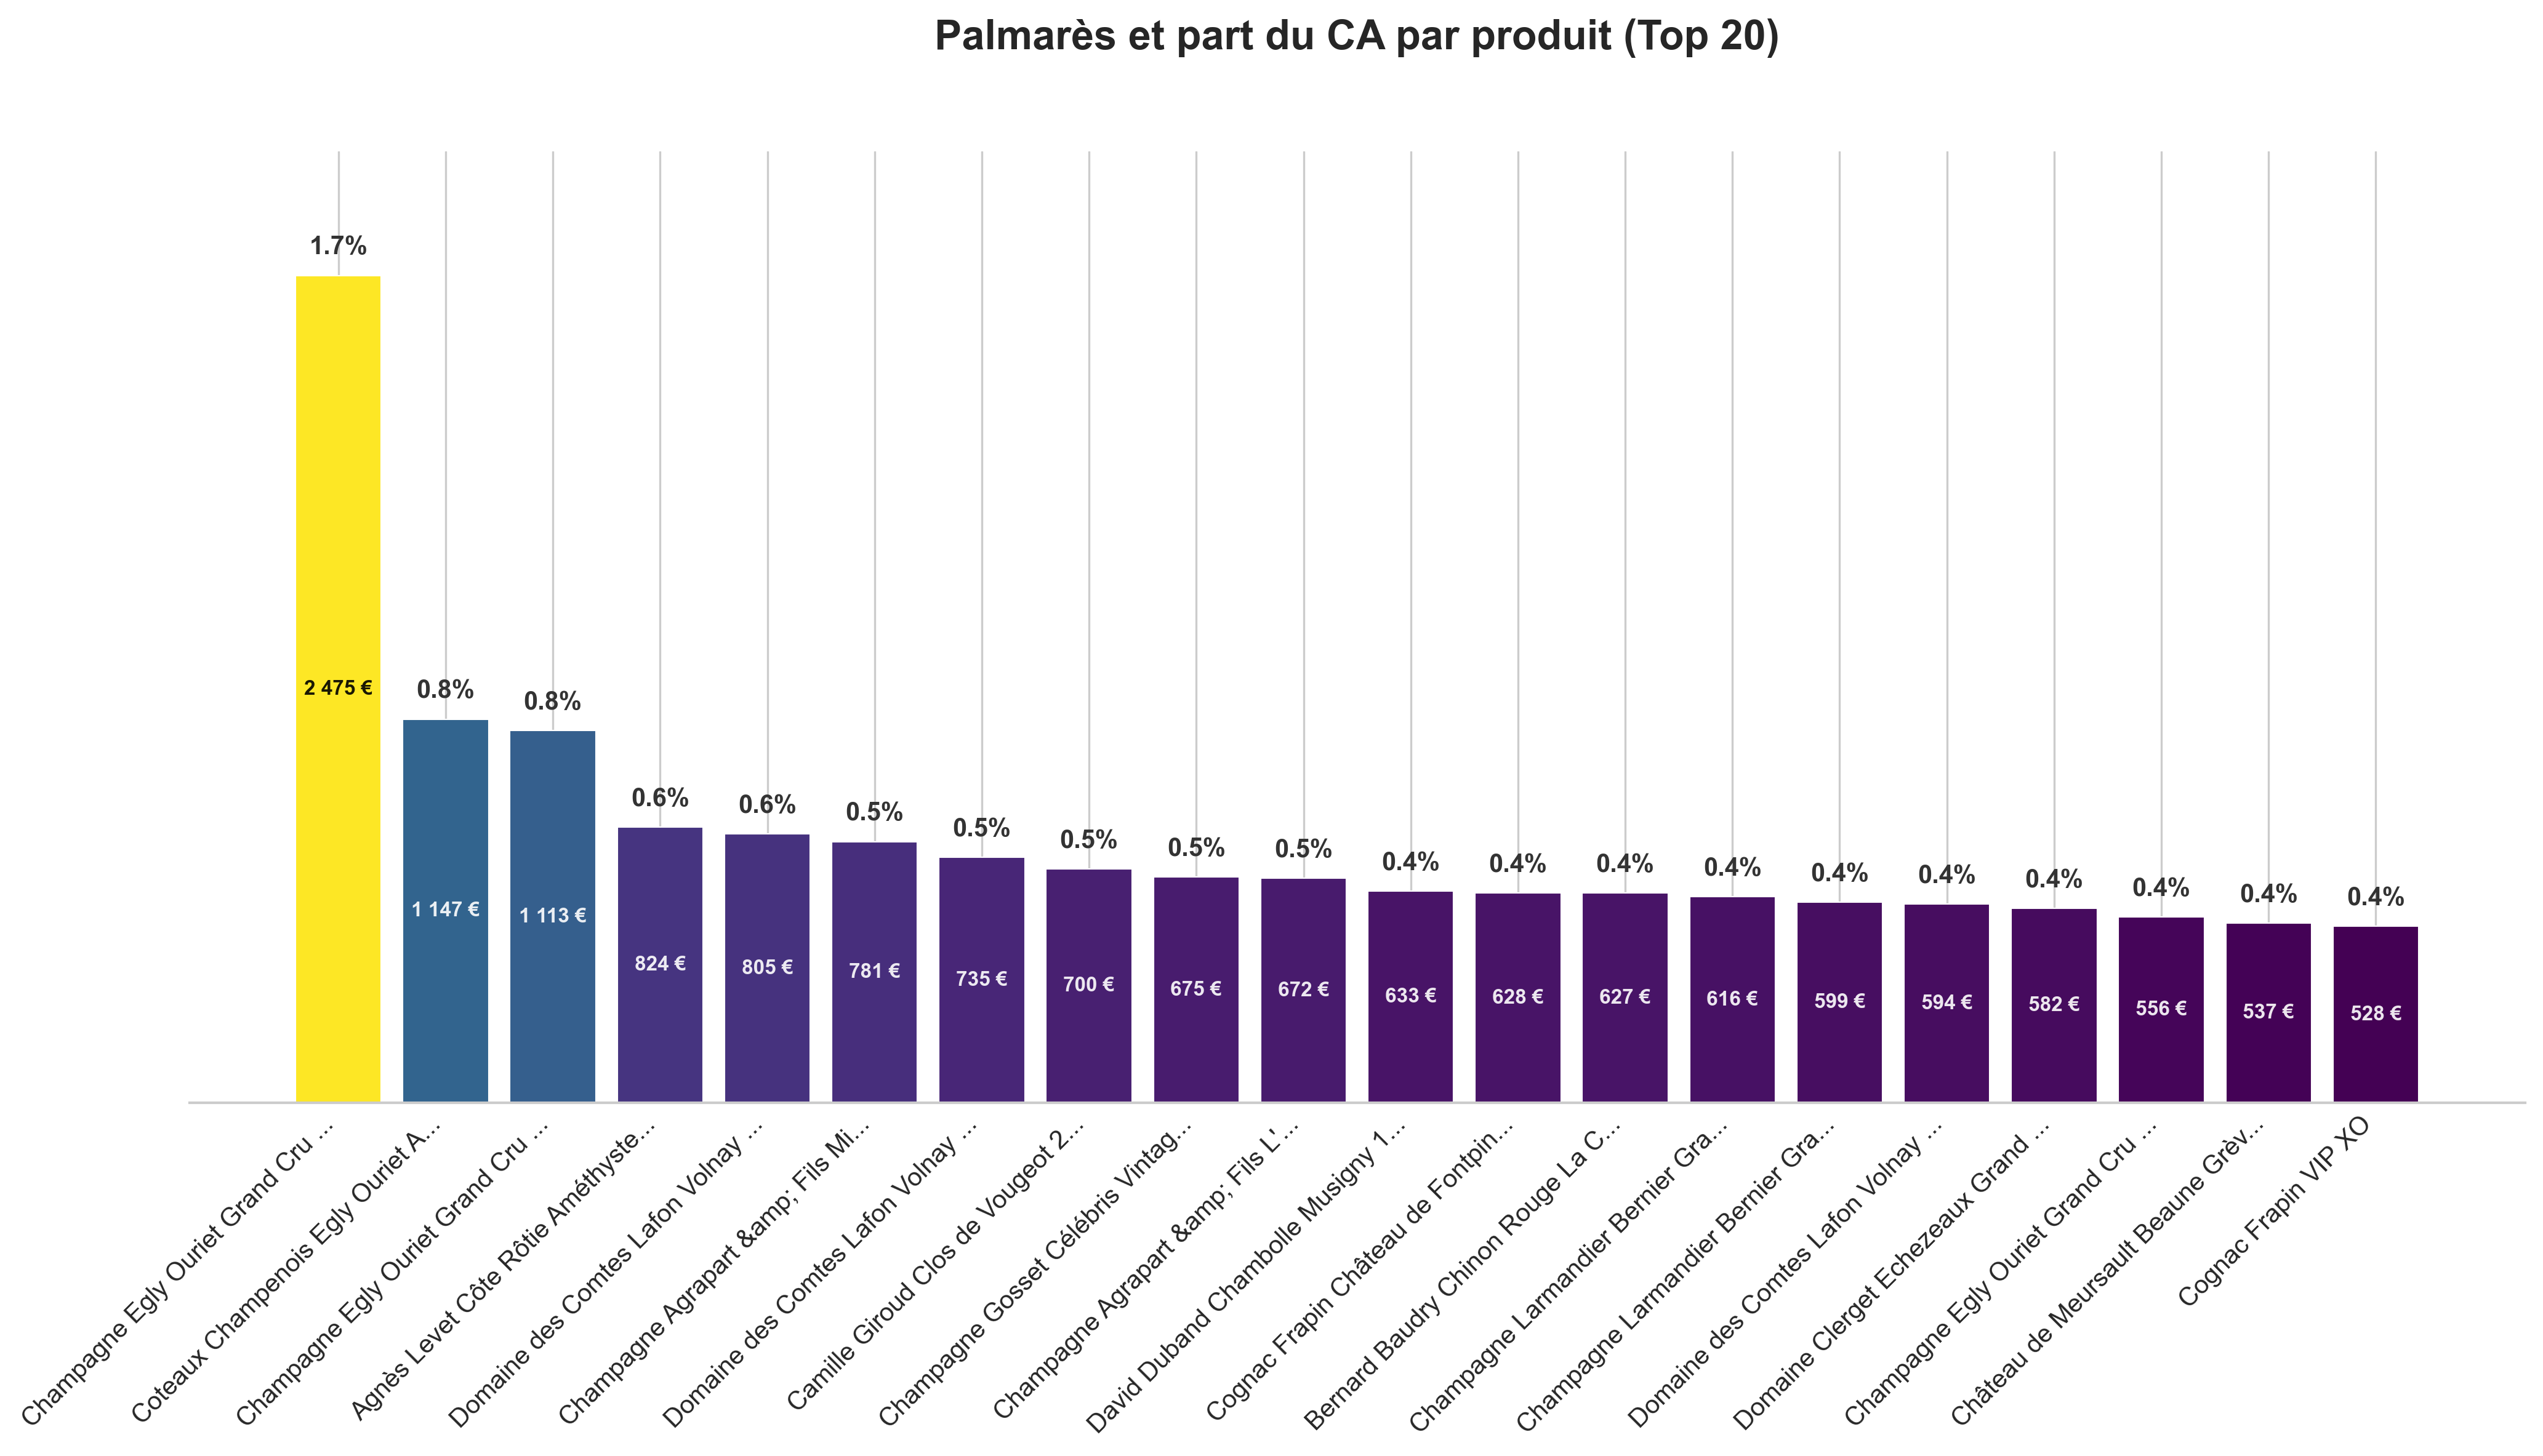 Palmarès et part du CA par produit (Top 20)
1.7%
2 475 €
0.8%
1 147 €
0.8%
1 113 €
0.6%
824 €
0.6%
805 €
0.5%
781 €
0.5%
735 €
0.5%
700 €
0.5%
675 €
0.5%
672 €
0.4%
633 €
0.4%
628 €
0.4%
627 €
0.4%
616 €
0.4%
599 €
0.4%
594 €
0.4%
582 €
0.4%
556 €
0.4%
537 €
0.4%
528 €
Champagne Egly Ouriet Grand Cru ...
Coteaux Champenois Egly Ouriet A...
Champagne Egly Ouriet Grand Cru ...
Agnès Levet Côte Rôtie Améthyste...
Domaine des Comtes Lafon Volnay ...
Champagne Agrapart &amp; Fils Mi...
Domaine des Comtes Lafon Volnay ...
Camille Giroud Clos de Vougeot 2...
Champagne Gosset Célébris Vintag...
Champagne Agrapart &amp; Fils L'...
David Duband Chambolle Musigny 1...
Cognac Frapin Château de Fontpin...
Bernard Baudry Chinon Rouge La C...
Champagne Larmandier Bernier Gra...
Champagne Larmandier Bernier Gra...
Domaine des Comtes Lafon Volnay ...
Domaine Clerget Echezeaux Grand ...
Champagne Egly Ouriet Grand Cru ...
Château de Meursault Beaune Grèv...
Cognac Frapin VIP XO